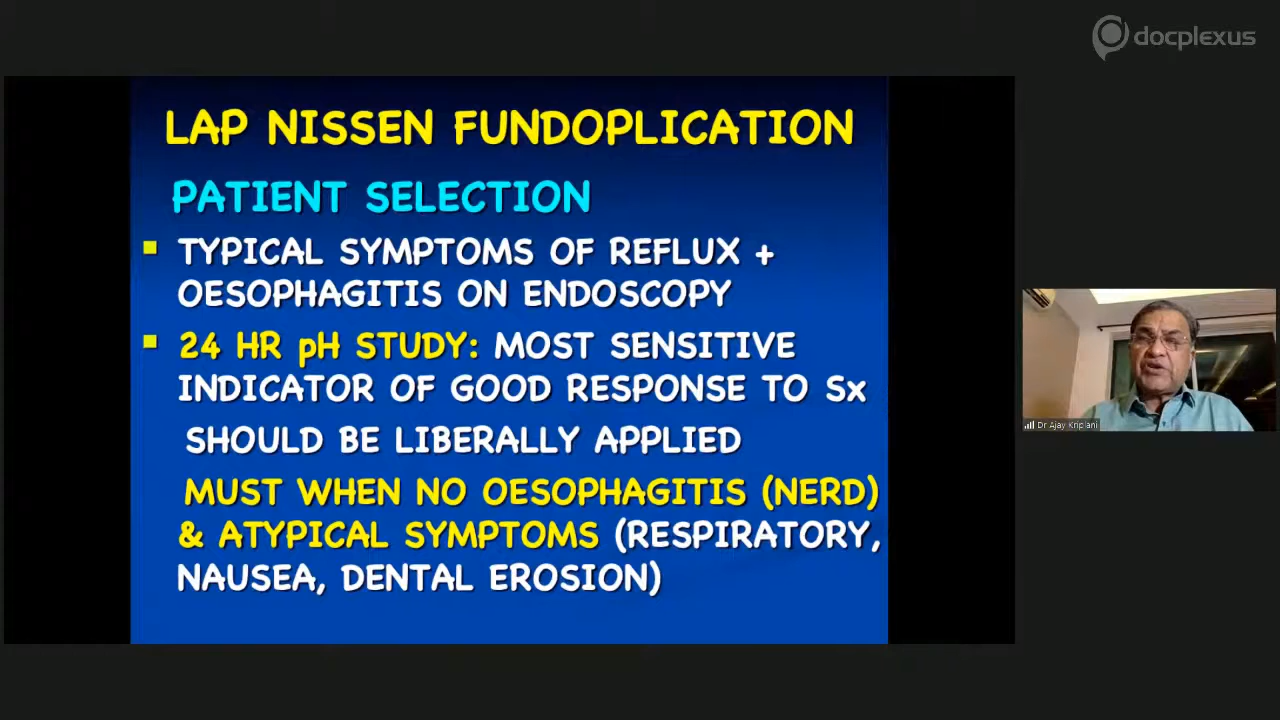 docplexus
LAP NISSEN FUNDOPLICATION
PATIENT SELECTION
TYPICAL SYMPTOMS OF REFLUX +
OESOPHAGITIS ON ENDOSCOPY
24 HR pH STUDY: MOST SENSITIVE
INDICATOR OF GOOD RESPONSE TO Sx
SHOULD BE LIBERALLY APPLIED
MUST WHEN NO OESOPHAGITIS (NERD)
& ATYPICAL SYMPTOMS (RESPIRATORY,
NAUSEA, DENTAL EROSION)
Dr Ajay Kriplani